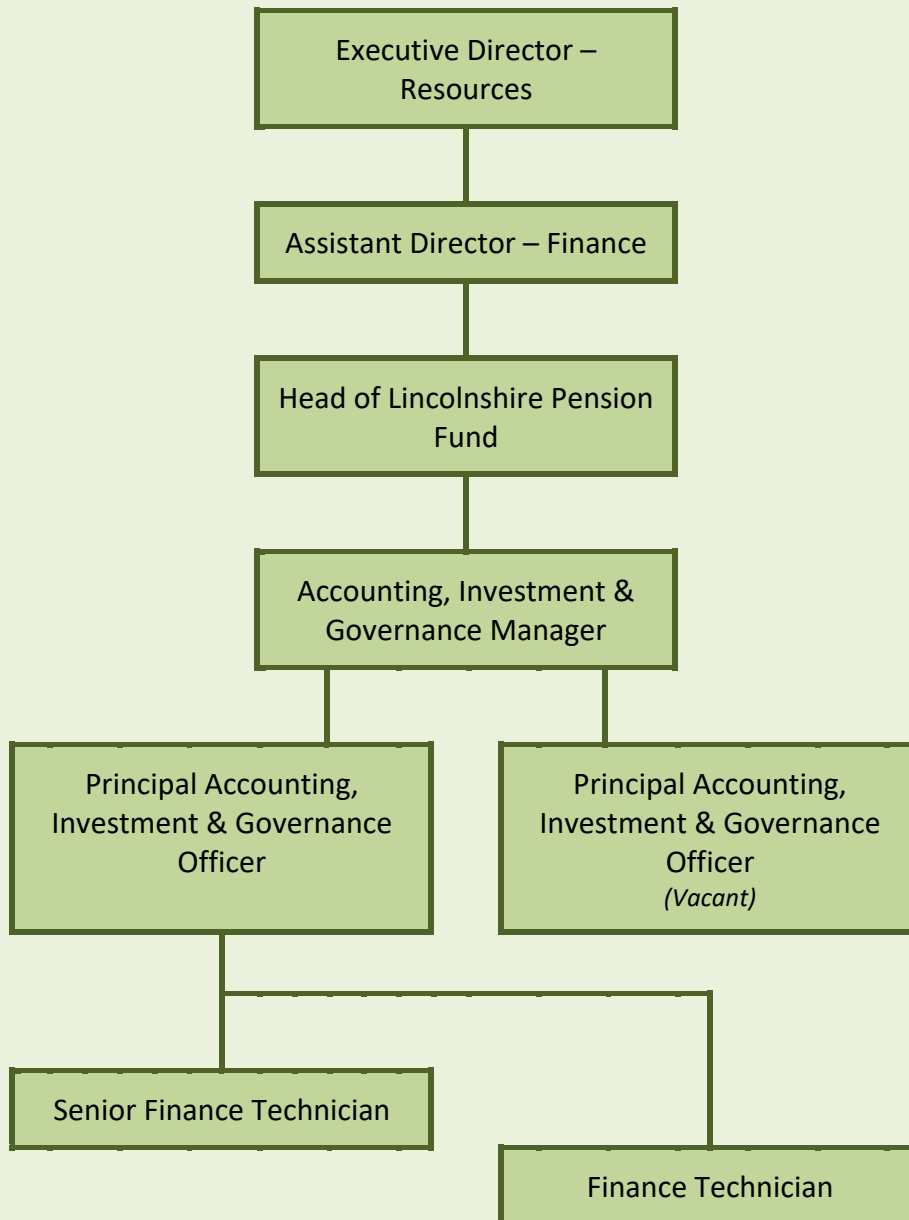 Executive Director –
Resources
Assistant Director – Finance
Head of Lincolnshire Pension
Fund
Accounting, Investment &
Governance Manager
Principal Accounting,
Investment & Governance
Officer
Principal Accounting,
Investment & Governance
Officer
(Vacant)
Senior Finance Technician
Finance Technician